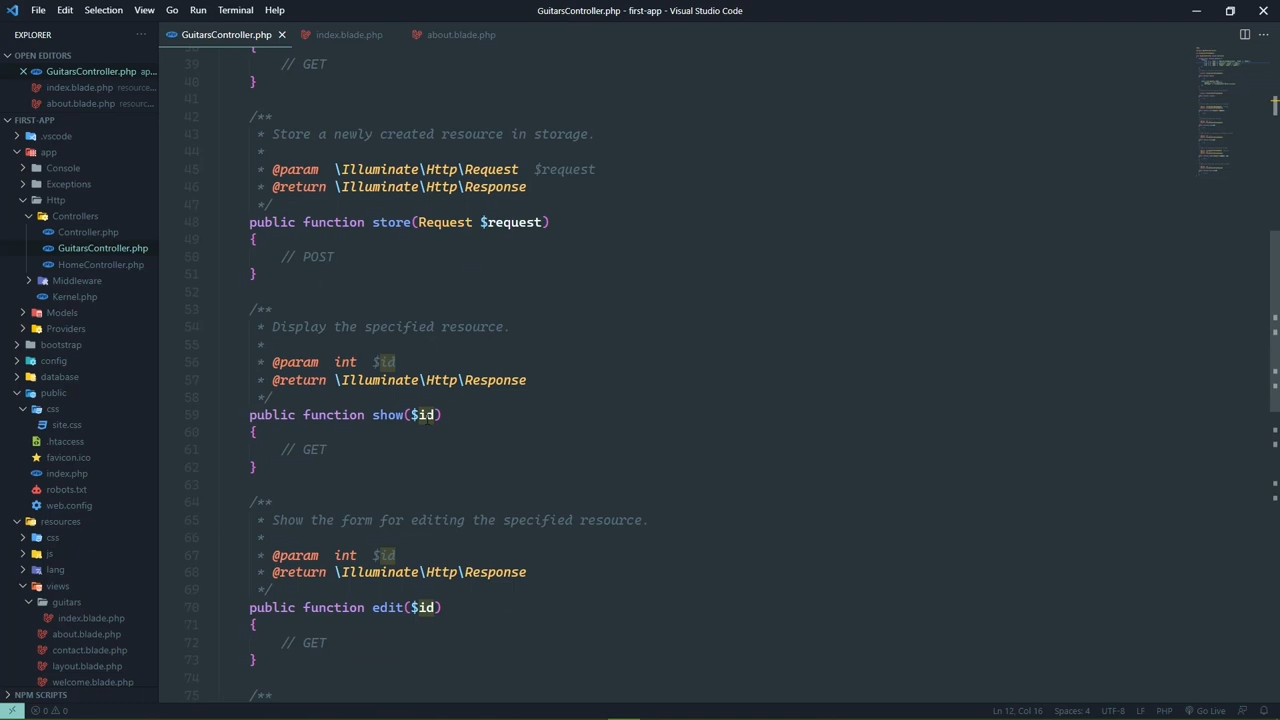 File Edit Selection View Go Run Terminal Help
GuitarsController.php - first-app - Visual Studio Code
EXPLORER
GuitarsController.php
index.blade.php
about.blade.php
OPEN EDITORS
GuitarsController.php ap...
index.blade.php resource...
about.blade.php resourc...
FIRST-APP
.vscode
app
Console
Exceptions
Http
Controllers
Controller.php
GuitarsController.php
HomeController.php
Middleware
Kernel.php
Models
Providers
bootstrap
config
database
public
css
site.css
.htaccess
favicon.ico
index.php
robots.txt
web.config
resources
css
js
lang
views
guitars
index.blade.php
about.blade.php
contact.blade.php
layout.blade.php
welcome.blade.php
NPM SCRIPTS
38 {
39 // GET
40 }
41
42 /**
43 * Store a newly created resource in storage.
44 *
45 * @param \Illuminate\Http\Request $request
46 * @return \Illuminate\Http\Response
47 */
48 public function store(Request $request)
49 {
50 // POST
51 }
52
53 /**
54 * Display the specified resource.
55 *
56 * @param int $id
57 * @return \Illuminate\Http\Response
58 */
59 public function show($id)
60 {
61 // GET
62 }
63
64 /**
65 * Show the form for editing the specified resource.
66 *
67 * @param int $id
68 * @return \Illuminate\Http\Response
69 */
70 public function edit($id)
71 {
72 // GET
73 }
74
75 /**
0 0
Ln 12, Col 16 Spaces: 4 UTF-8 LF PHP Go Live